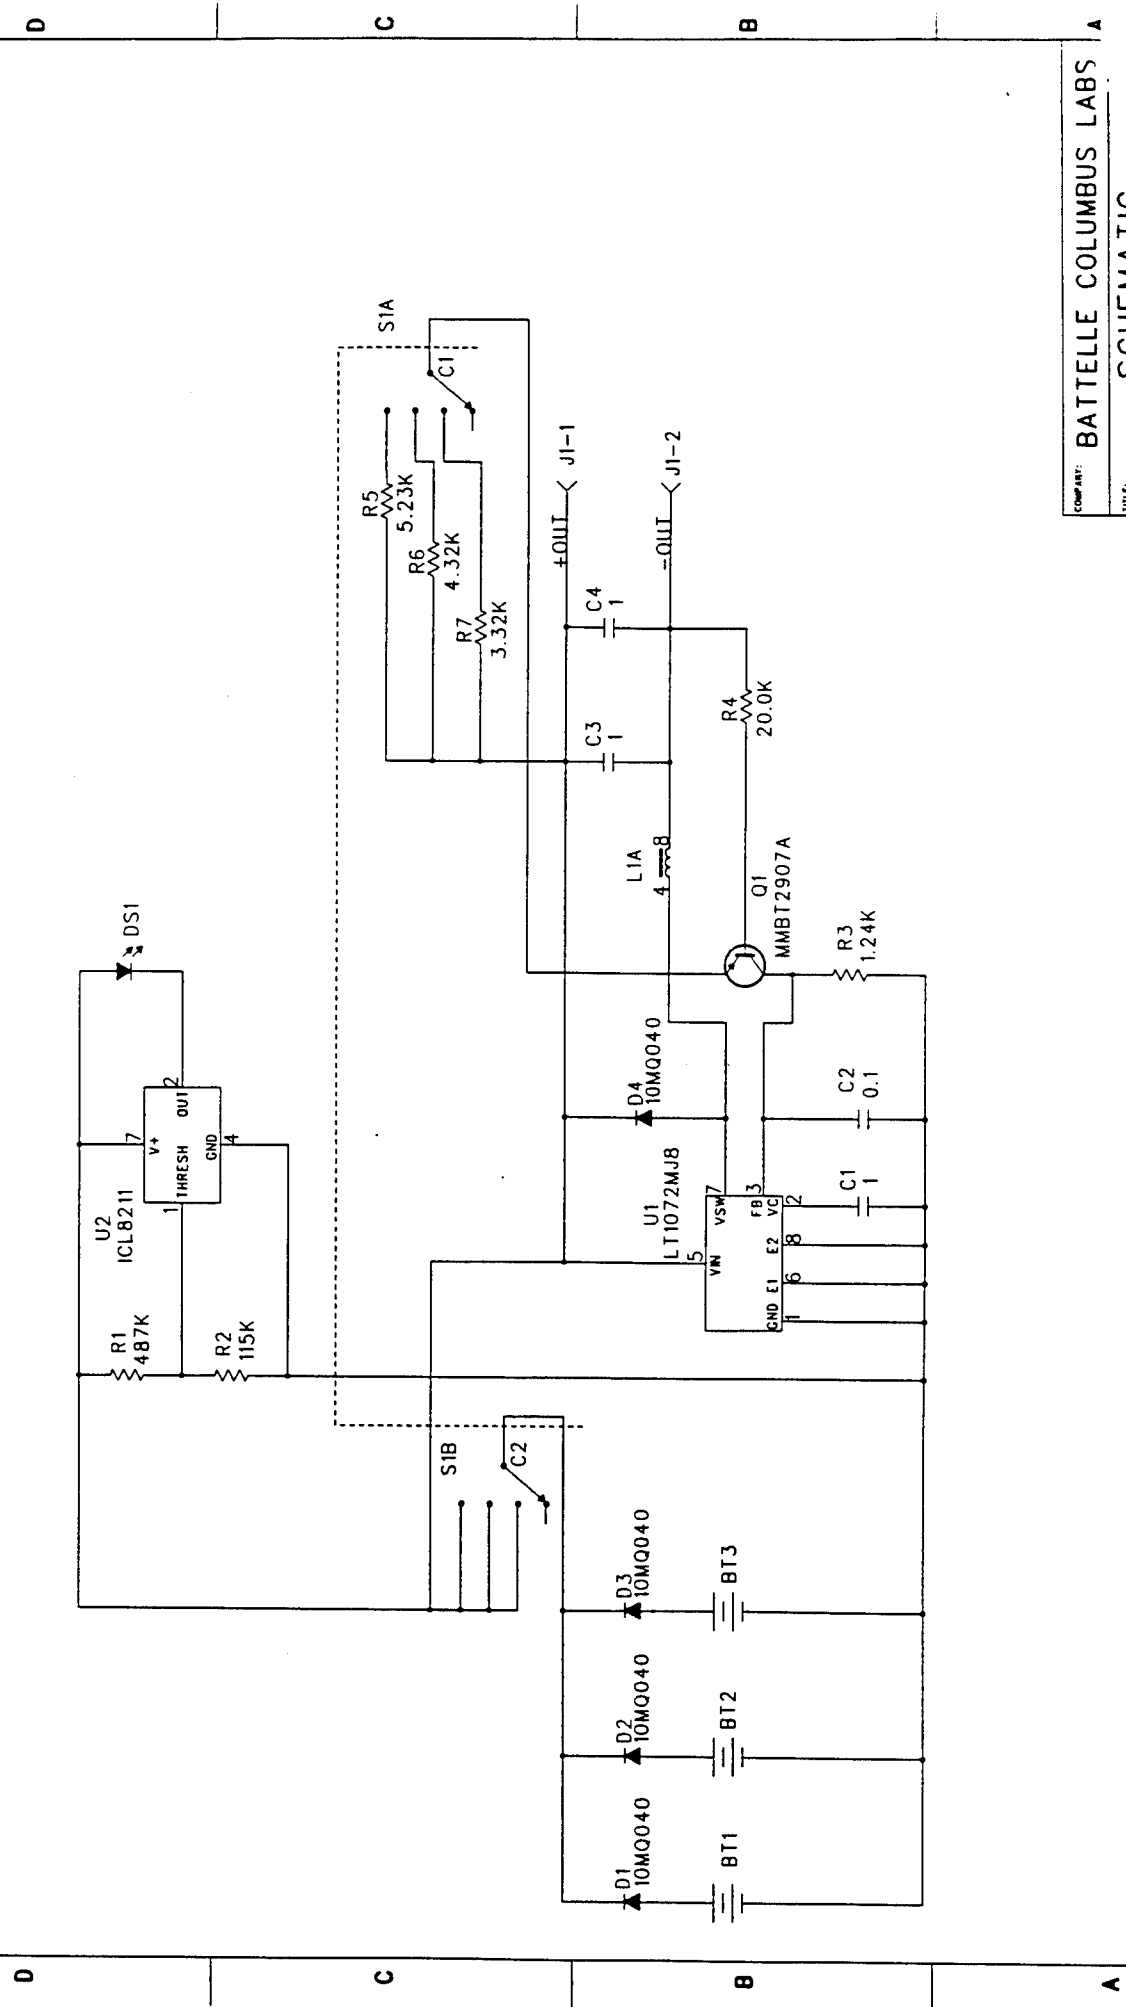 D
C
B
A
DS1
U2
ICL8211
V+
7
OUT
2
THRESH
1
GND
4
R1
487K
R2
115K
S1A
C1
R5
5.23K
R6
4.32K
R7
3.32K
+OUT
J1-1
-OUT
J1-2
C4
1
C3
1
R4
20.0K
L1A
4
8
Q1
MMBT2907A
R3
1.24K
D4
10MQ040
C2
0.1
C1
1
U1
LT1072MJ8
VIN
5
VSW
7
FB
3
VC
2
E2
8
E1
6
GND
1
S1B
C2
D1
10MQ040
BT1
D2
10MQ040
BT2
D3
10MQ040
BT3
COMPANY: BATTELLE COLUMBUS LABS
TITLE: SCHEMATIC
D
C
B
A